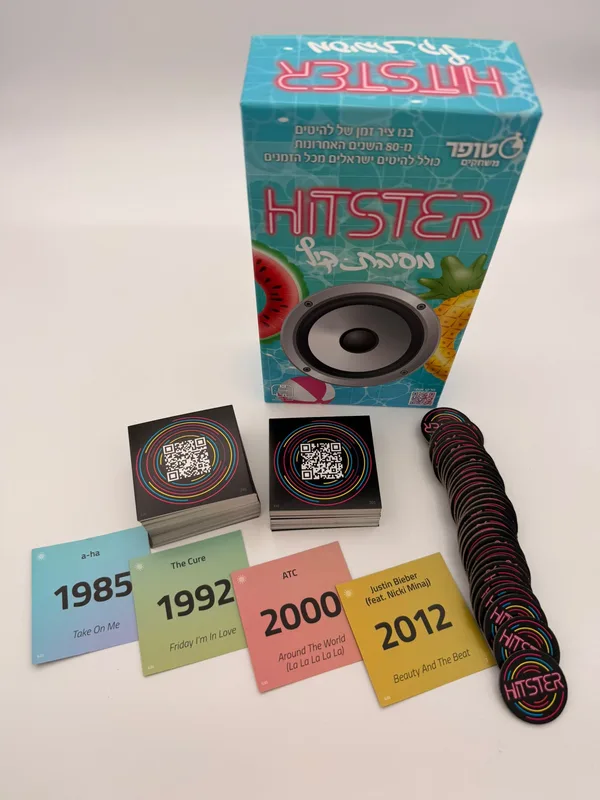 HITSTER
מסיבת קיץ
בנו ציר זמן של להיטים
מ-80 השנים האחרונות
כולל להיטים ישראלים מכל הזמנים
טופר
משחקים
HITSTER
מסיבת קיץ
a-ha
1985
Take On Me
The Cure
1992
Friday I'm In Love
ATC
2000
Around The World
(La La La La La)
Justin Bieber
(feat. Nicki Minaj)
2012
Beauty And The Beat
HITSTER